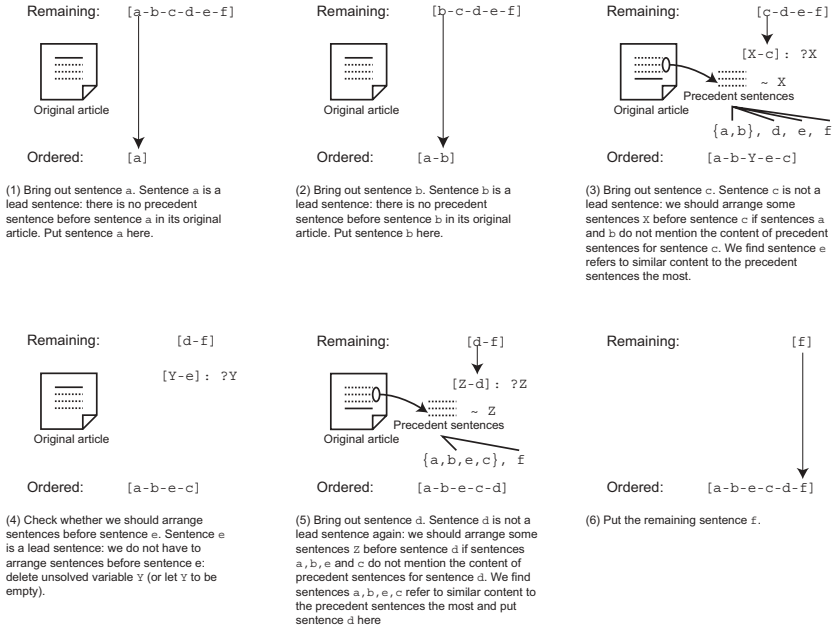 Remaining: [a-b-c-d-e-f]
Original article
Ordered: [a]
(1) Bring out sentence a. Sentence a is a
lead sentence: there is no precedent
sentence before sentence a in its original
article. Put sentence a here.
Remaining: [b-c-d-e-f]
Original article
Ordered: [a-b]
(2) Bring out sentence b. Sentence b is a
lead sentence: there is no precedent
sentence before sentence b in its original
article. Put sentence b here.
Remaining: [c-d-e-f]
[X-c]: ?X
~ X
Precedent sentences
Original article
{a,b}, d, e, f
Ordered: [a-b-Y-e-c]
(3) Bring out sentence c. Sentence c is not a
lead sentence: we should arrange some
sentences X before sentence c if sentences a
and b do not mention the content of precedent
sentences for sentence c. We find sentence e
refers to similar content to the precedent
sentences the most.
Remaining: [d-f]
[Y-e]: ?Y
Original article
Ordered: [a-b-e-c]
(4) Check whether we should arrange
sentences before sentence e. Sentence e
is a lead sentence: we do not have to
arrange sentences before sentence e:
delete unsolved variable Y (or let Y to be
empty).
Remaining: [d-f]
[Z-d]: ?Z
~ Z
Precedent sentences
Original article
{a,b,e,c}, f
Ordered: [a-b-e-c-d]
(5) Bring out sentence d. Sentence d is not a
lead sentence again: we should arrange some
sentences Z before sentence d if sentences
a,b,e and c do not mention the content of
precedent sentences for sentence d. We find
sentences a,b,e,c refer to similar content to
the precedent sentences the most and put
sentence d here
Remaining: [f]
Ordered: [a-b-e-c-d-f]
(6) Put the remaining sentence f.